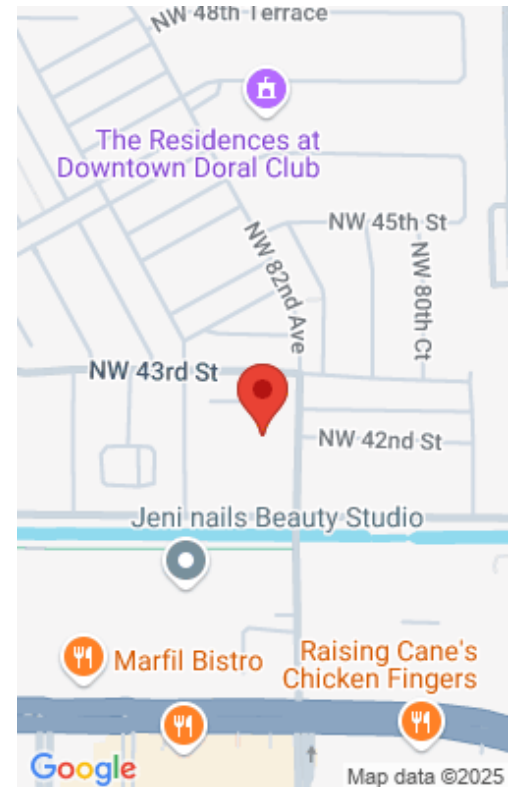 NW 48th Terrace
The Residences at
Downtown Doral Club
NW 45th St
NW 82nd Ave
NW 80th Ct
NW 43rd St
NW 42nd St
Jeni nails Beauty Studio
Marfil Bistro
Raising Cane's
Chicken Fingers
Google
Map data ©2025